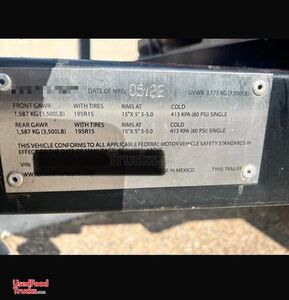 DATE OF MFG: 05/22 GVWR: 3,175 KG (7,000LB)
FRONT GAWR WITH TIRES RIMS AT COLD
1,587 KG (3,500LB) 195R15 15"X 5" 5-5.0 413 KPA (60 PSI) SINGLE
REAR GAWR WITH TIRES RIMS AT COLD
1,587 KG (3,500LB) 195R15 15"X 5" 5-5.0 413 KPA (60 PSI) SINGLE
THIS VEHICLE CONFORMS TO ALL APPLICABLE FEDERAL MOTOR VEHICLE SAFETY STANDARDS IN
EFFECT
VIN: TYPE: TRAILER
IN MEXICO
UsedFood
Trucks